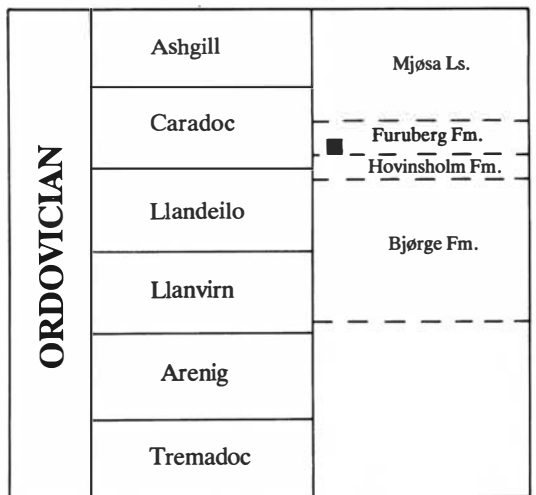 ORDOVICIAN
Ashgill
Caradoc
Llandeilo
Llanvirn
Arenig
Tremadoc
Mjøsa Ls.
Furuberg Fm.
Hovinsholm Fm.
Bjørge Fm.